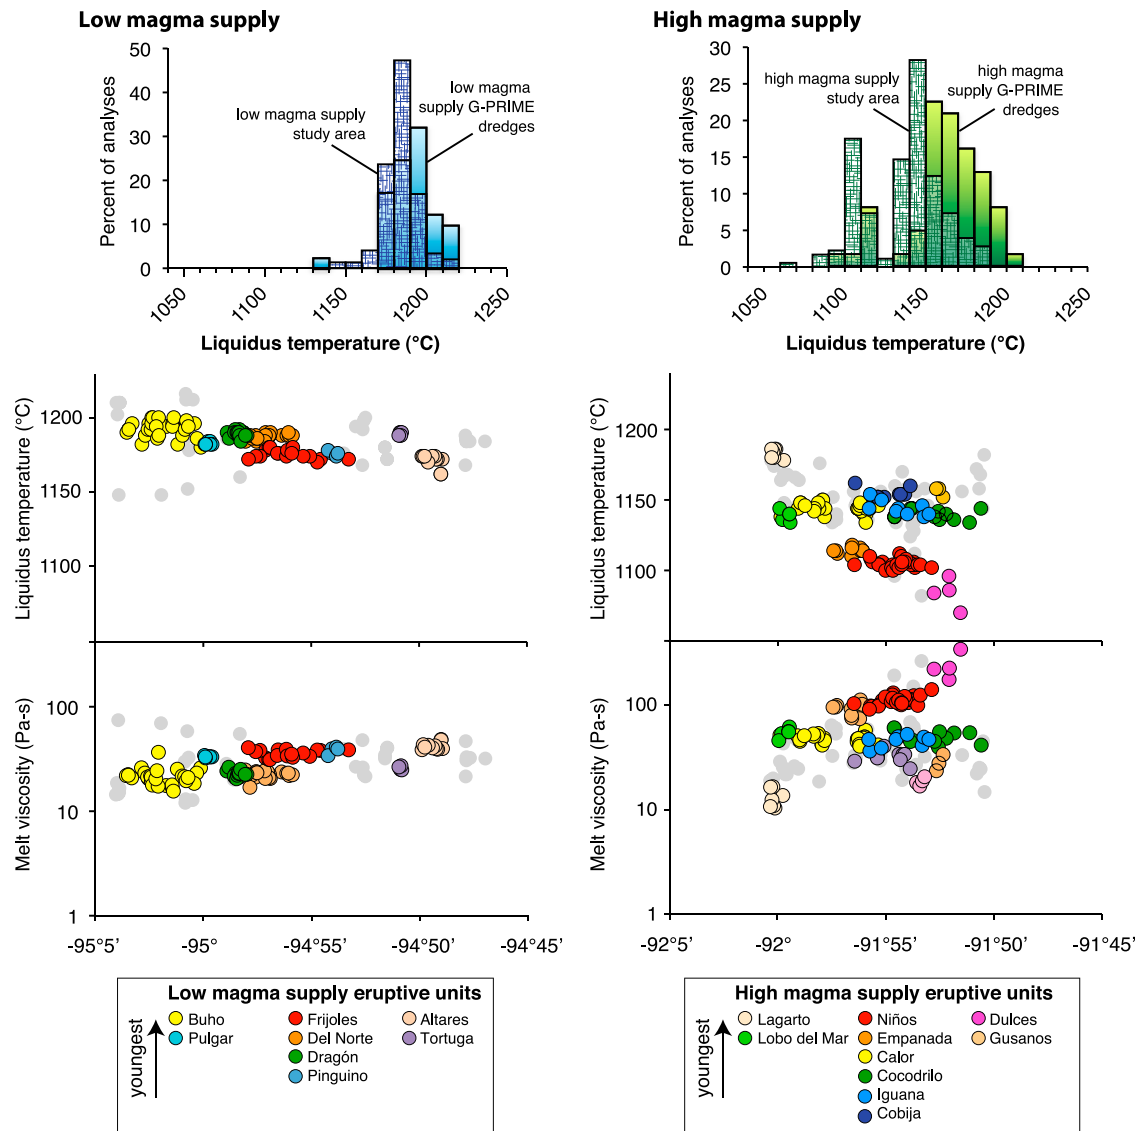 Low magma supply
High magma supply
50
40
30
20
10
0
Percent of analyses
low magma supply
study area
low magma
supply G-PRIME
dredges
1050
1100
1150
1200
1250
Liquidus temperature (°C)
30
25
20
15
10
5
0
Percent of analyses
high magma supply
study area
high magma
supply G-PRIME
dredges
1050
1100
1150
1200
1250
Liquidus temperature (°C)
Liquidus temperature (°C)
1200
1150
1100
Liquidus temperature (°C)
1200
1150
1100
Melt viscosity (Pa-s)
100
10
1
-95°5’
-95°
-94°55’
-94°50’
-94°45’
Melt viscosity (Pa-s)
100
10
1
-92°5’
-92°
-91°55’
-91°50’
-91°45’
Low magma supply eruptive units
youngest
Buho
Pulgar
Frijoles
Del Norte
Dragón
Pinguino
Altares
Tortuga
High magma supply eruptive units
youngest
Lagarto
Lobo del Mar
Niños
Empanada
Calor
Cocodrilo
Iguana
Cobija
Dulces
Gusanos